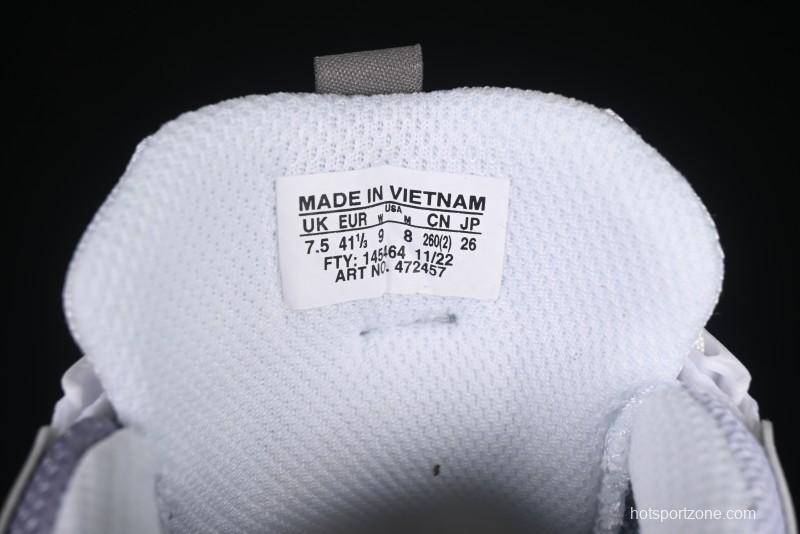 MADE IN VIETNAM
USA
UK EUR W M CN JP
7.5 41⅓ 9 8 260(2) 26
FTY: 145464 11/22
ART NO. 472457
hotsportzone.com